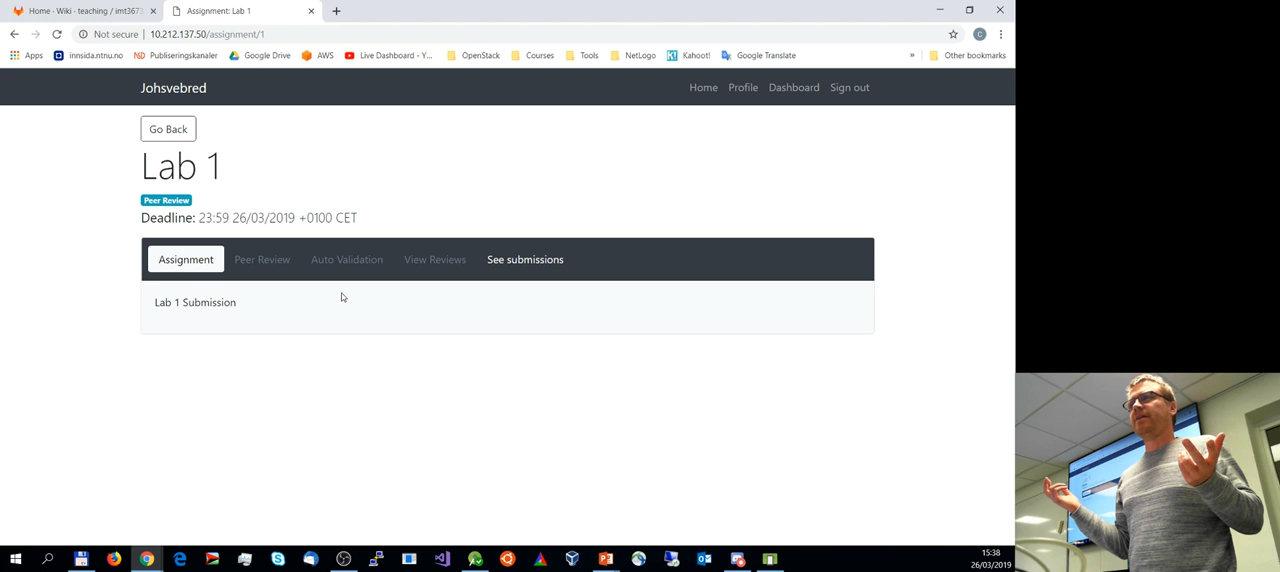 Home · Wiki · teaching / imt3673
Assignment: Lab 1
Not secure | 10.212.137.50/assignment/1
Apps innsida.ntnu.no Publiseringskanaler Google Drive AWS Live Dashboard - Y... OpenStack Courses Tools NetLogo Kahoot! Google Translate » Other bookmarks
Johsvebred Home Profile Dashboard Sign out
Go Back
Lab 1
Peer Review
Deadline: 23:59 26/03/2019 +0100 CET
Assignment Peer Review Auto Validation View Reviews See submissions
Lab 1 Submission
15:38
26/03/2019